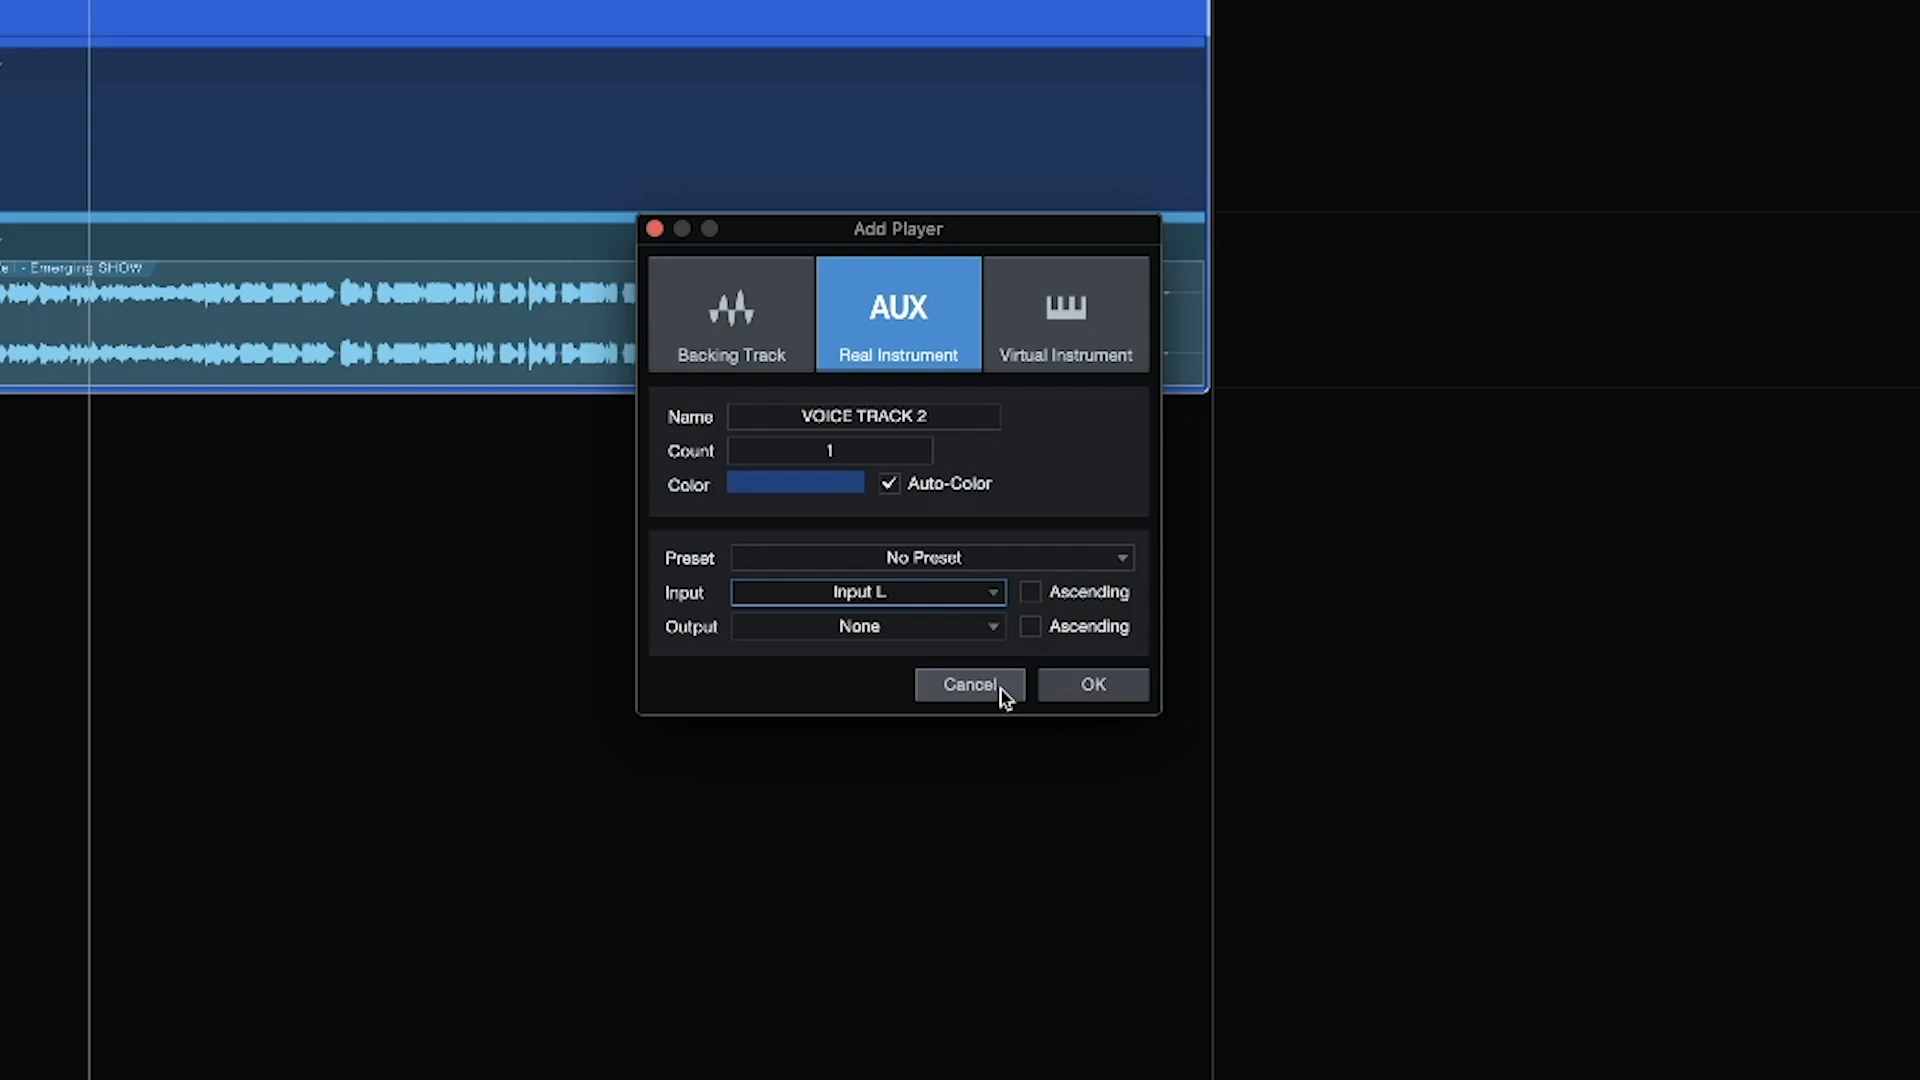 Add Player
AUX
Backing Track
Real Instrument
Virtual Instrument
- Emerging SHOW
Name
VOICE TRACK 2
Count
1
Color
Auto-Color
Preset
No Preset
Input
Input L
Ascending
Output
None
Ascending
Cancel
OK